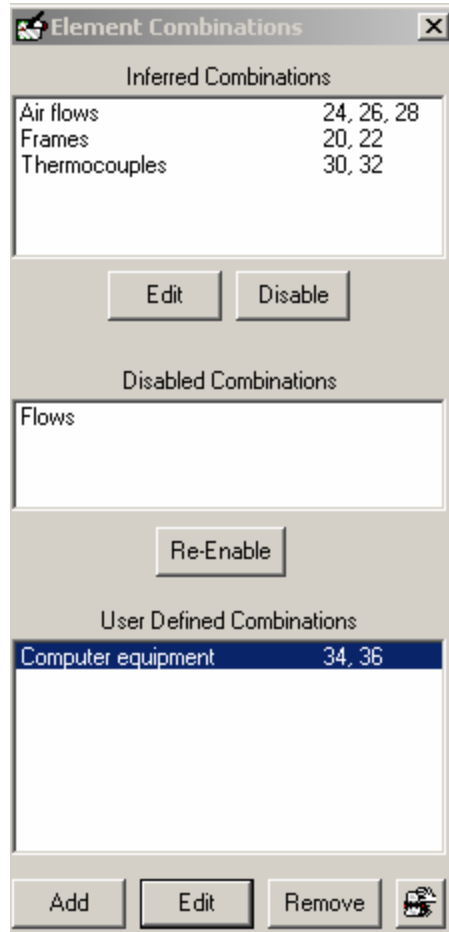 Element Combinations
Inferred Combinations
Air flows 24, 26, 28
Frames 20, 22
Thermocouples 30, 32
Edit Disable
Disabled Combinations
Flows
Re-Enable
User Defined Combinations
Computer equipment 34, 36
Add Edit Remove